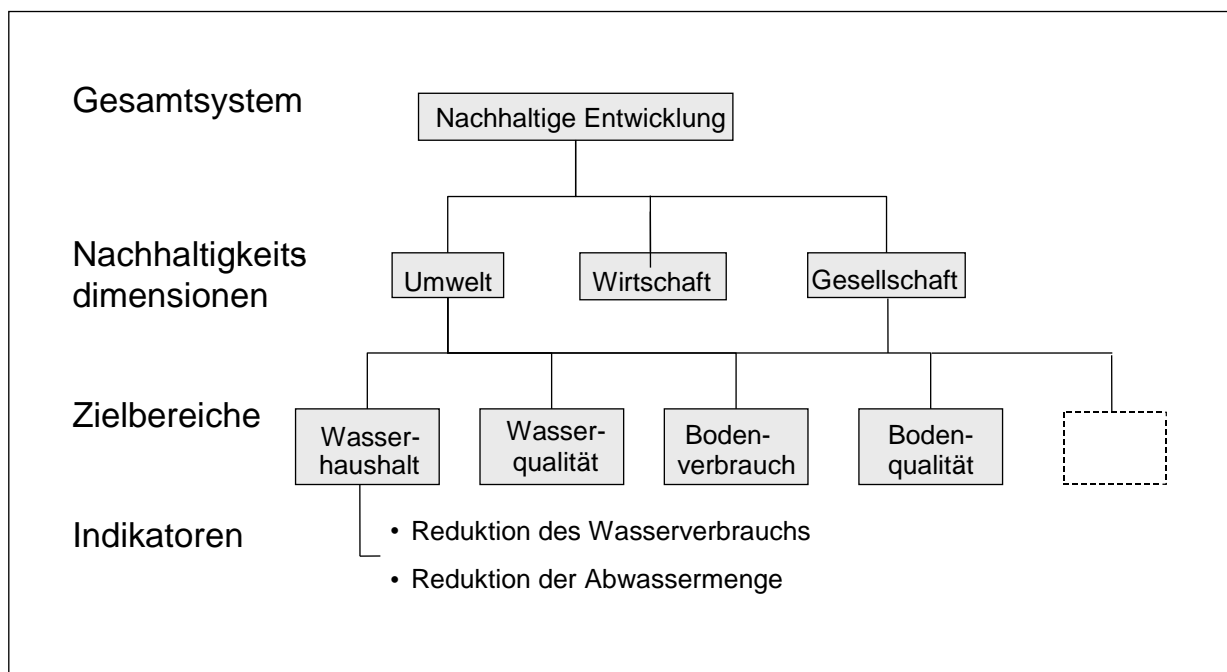 Gesamtsystem
Nachhaltige Entwicklung
Nachhaltigkeits
dimensionen
Umwelt
Wirtschaft
Gesellschaft
Zielbereiche
Wasser-
haushalt
Wasser-
qualität
Boden-
verbrauch
Boden-
qualität
Indikatoren
• Reduktion des Wasserverbrauchs
• Reduktion der Abwassermenge